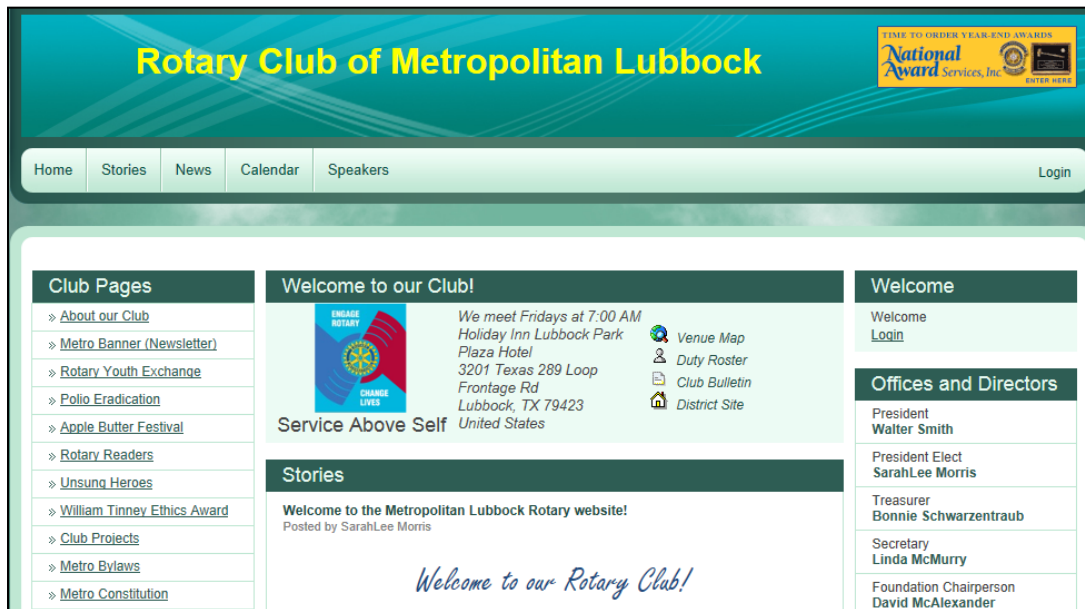 Rotary Club of Metropolitan Lubbock
TIME TO ORDER YEAR-END AWARDS
National
Award Services, Inc
ENTER HERE
Home Stories News Calendar Speakers Login
Club Pages
» About our Club
» Metro Banner (Newsletter)
» Rotary Youth Exchange
» Polio Eradication
» Apple Butter Festival
» Rotary Readers
» Unsung Heroes
» William Tinney Ethics Award
» Club Projects
» Metro Bylaws
» Metro Constitution
Welcome to our Club!
ENGAGE
ROTARY
CHANGE
LIVES
Service Above Self
We meet Fridays at 7:00 AM
Holiday Inn Lubbock Park
Plaza Hotel
3201 Texas 289 Loop
Frontage Rd
Lubbock, TX 79423
United States
Venue Map
Duty Roster
Club Bulletin
District Site
Stories
Welcome to the Metropolitan Lubbock Rotary website!
Posted by SarahLee Morris
Welcome to our Rotary Club!
Welcome
Welcome
Login
Offices and Directors
President
Walter Smith
President Elect
SarahLee Morris
Treasurer
Bonnie Schwarzentraub
Secretary
Linda McMurry
Foundation Chairperson
David McAlexander